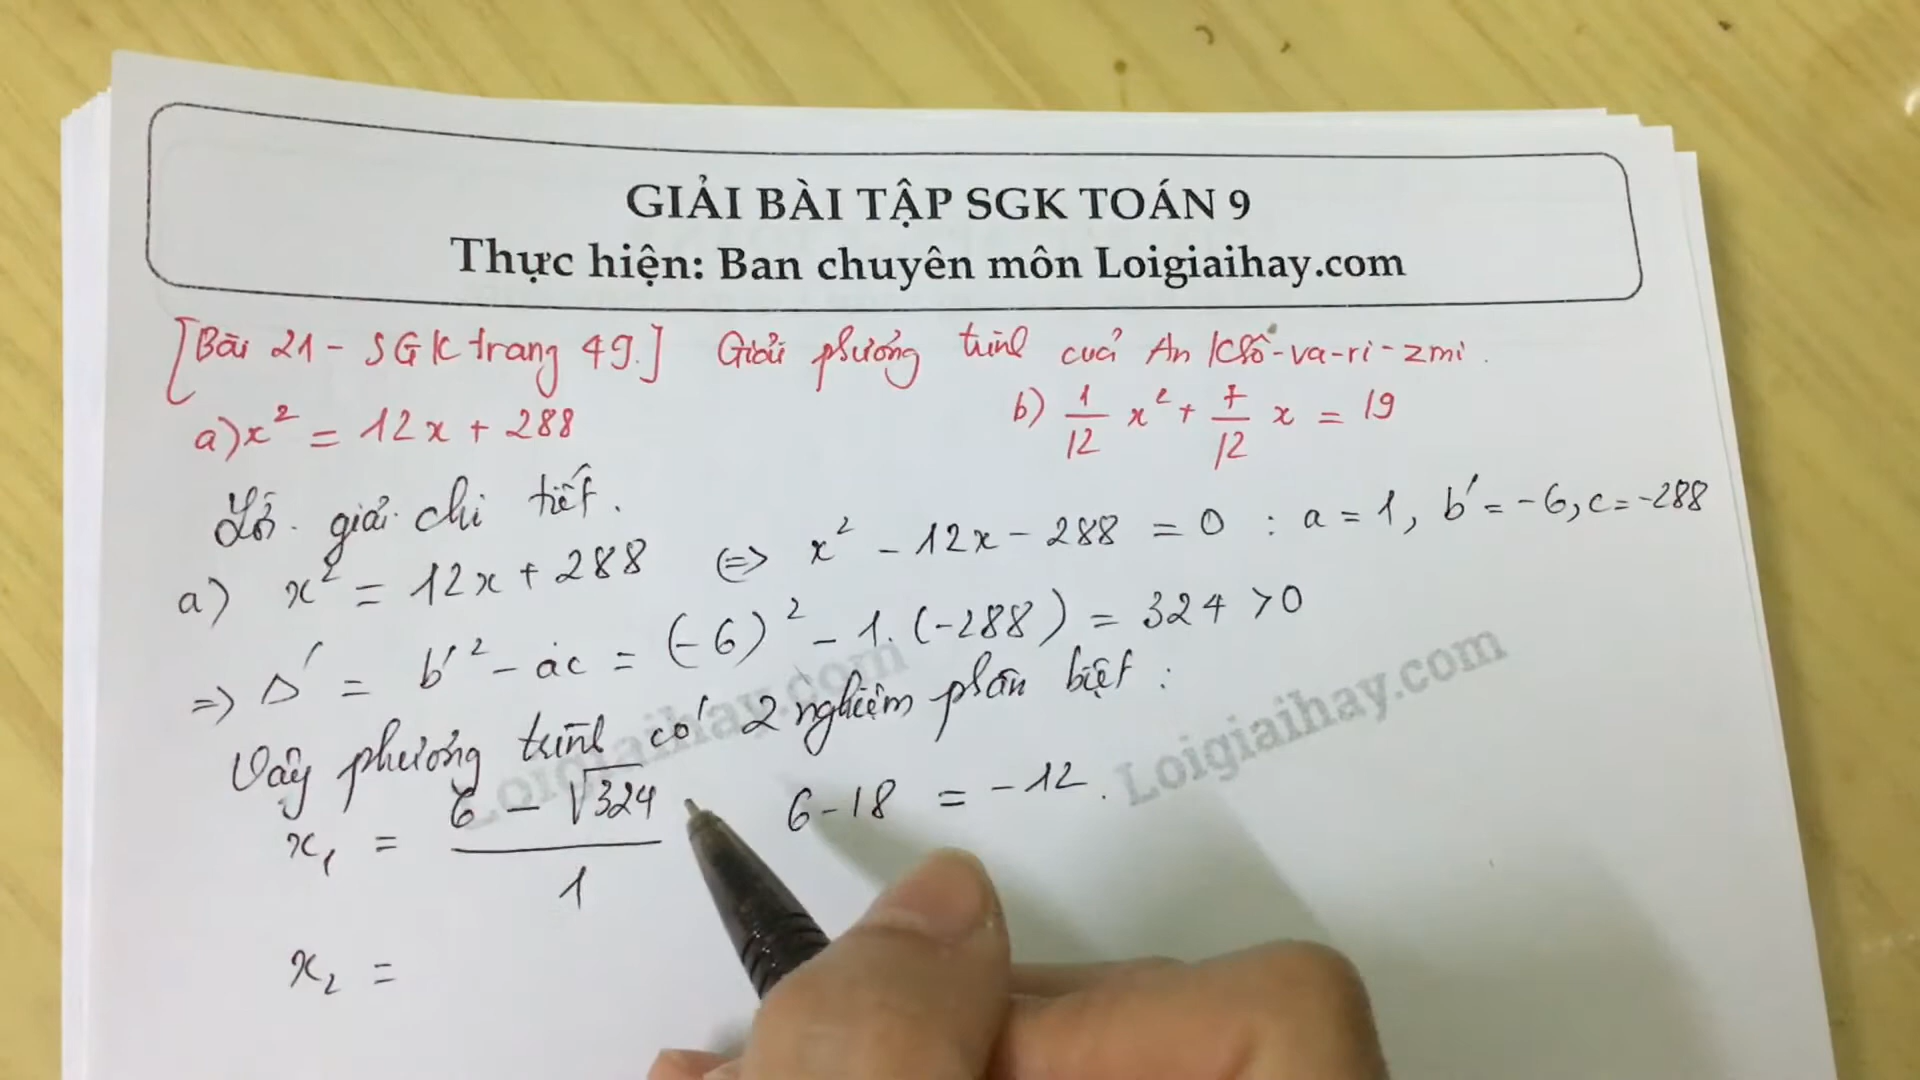 GIẢI BÀI TẬP SGK TOÁN 9
Thực hiện: Ban chuyên môn Loigiaihay.com
[Bài 21 - SGK trang 49.] Giải phương trình của An Khô-va-ri-zmi.
a) x² = 12x + 288 b) 1/12 x² + 7/12 x = 19
Lời giải chi tiết.
a) x² = 12x + 288 <=> x² - 12x - 288 = 0 : a = 1, b' = -6, c = -288
=> Δ' = b'² - ac = (-6)² - 1.(-288) = 324 > 0
Vậy phương trình có 2 nghiệm phân biệt :
x₁ = (6 - √324)/1 6 - 18 = -12.
x₂ =
Loigiaihay.com
Loigiaihay.com